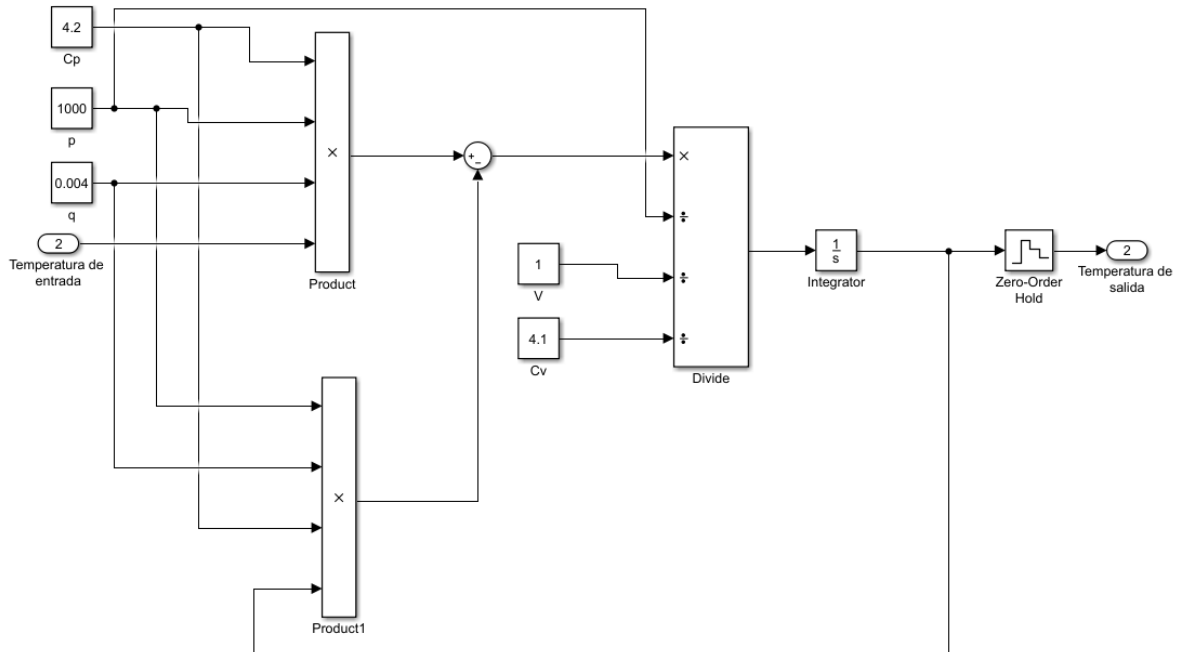 4.2
Cp
1000
p
0.004
q
2
Temperatura de
entrada
×
Product
+
−
1
V
4.1
Cv
×
÷
÷
÷
Divide
1
s
Integrator
Zero-Order
Hold
2
Temperatura de
salida
×
Product1